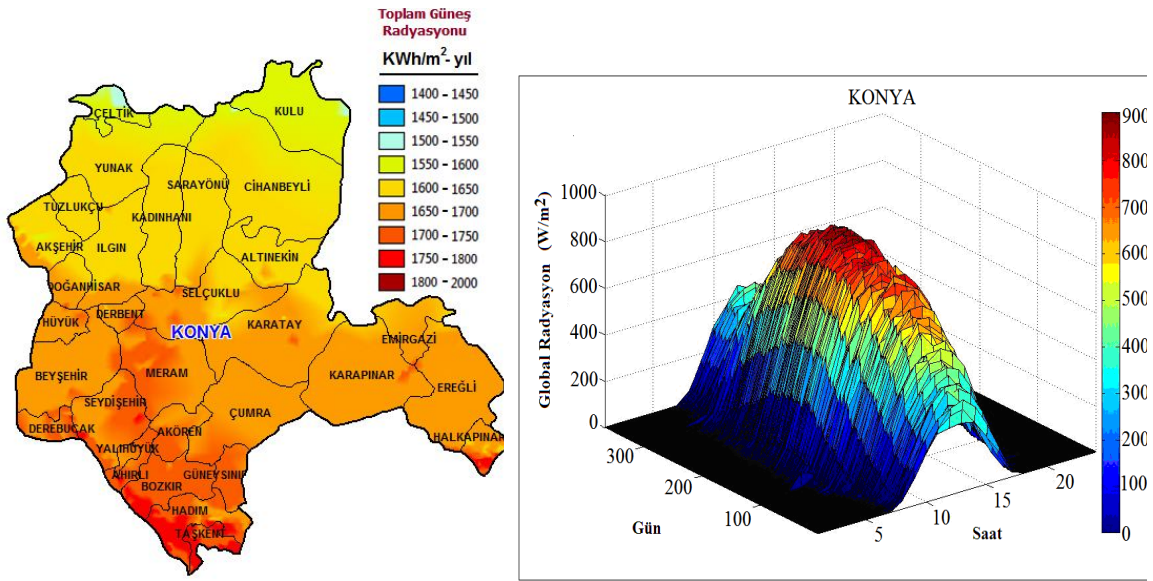 Toplam Güneş
Radyasyonu
KWh/m²- yıl
1400 - 1450
1450 - 1500
1500 - 1550
1550 - 1600
1600 - 1650
1650 - 1700
1700 - 1750
1750 - 1800
1800 - 2000
ÇELTİK
KULU
YUNAK
SARAYÖNÜ
CİHANBEYLİ
TUZLUKÇU
KADINHANI
AKŞEHİR
ILGIN
ALTINEKİN
DOĞANHİSAR
SELÇUKLU
HÜYÜK
DERBENT
KONYA
KARATAY
EMİRGAZİ
BEYŞEHİR
MERAM
KARAPINAR
EREĞLİ
SEYDİŞEHİR
ÇUMRA
DEREBUCAK
AKÖREN
HALKAPINAR
YALIHÜYÜK
AHIRLI
GÜNEYSINIR
BOZKIR
HADIM
TAŞKENT
KONYA
Global Radyasyon (W/m²)
1000
800
600
400
200
0
300
200
100
Gün
5
10
15
20
Saat
900
800
700
600
500
400
300
200
100
0